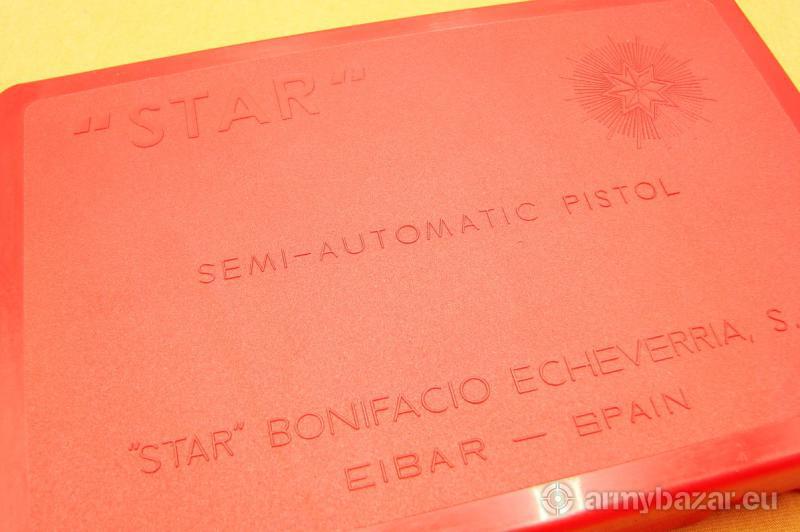 "STAR"
SEMI-AUTOMATIC PISTOL
"STAR" BONIFACIO ECHEVERRIA, S.
EIBAR — SPAIN
armybazar.eu